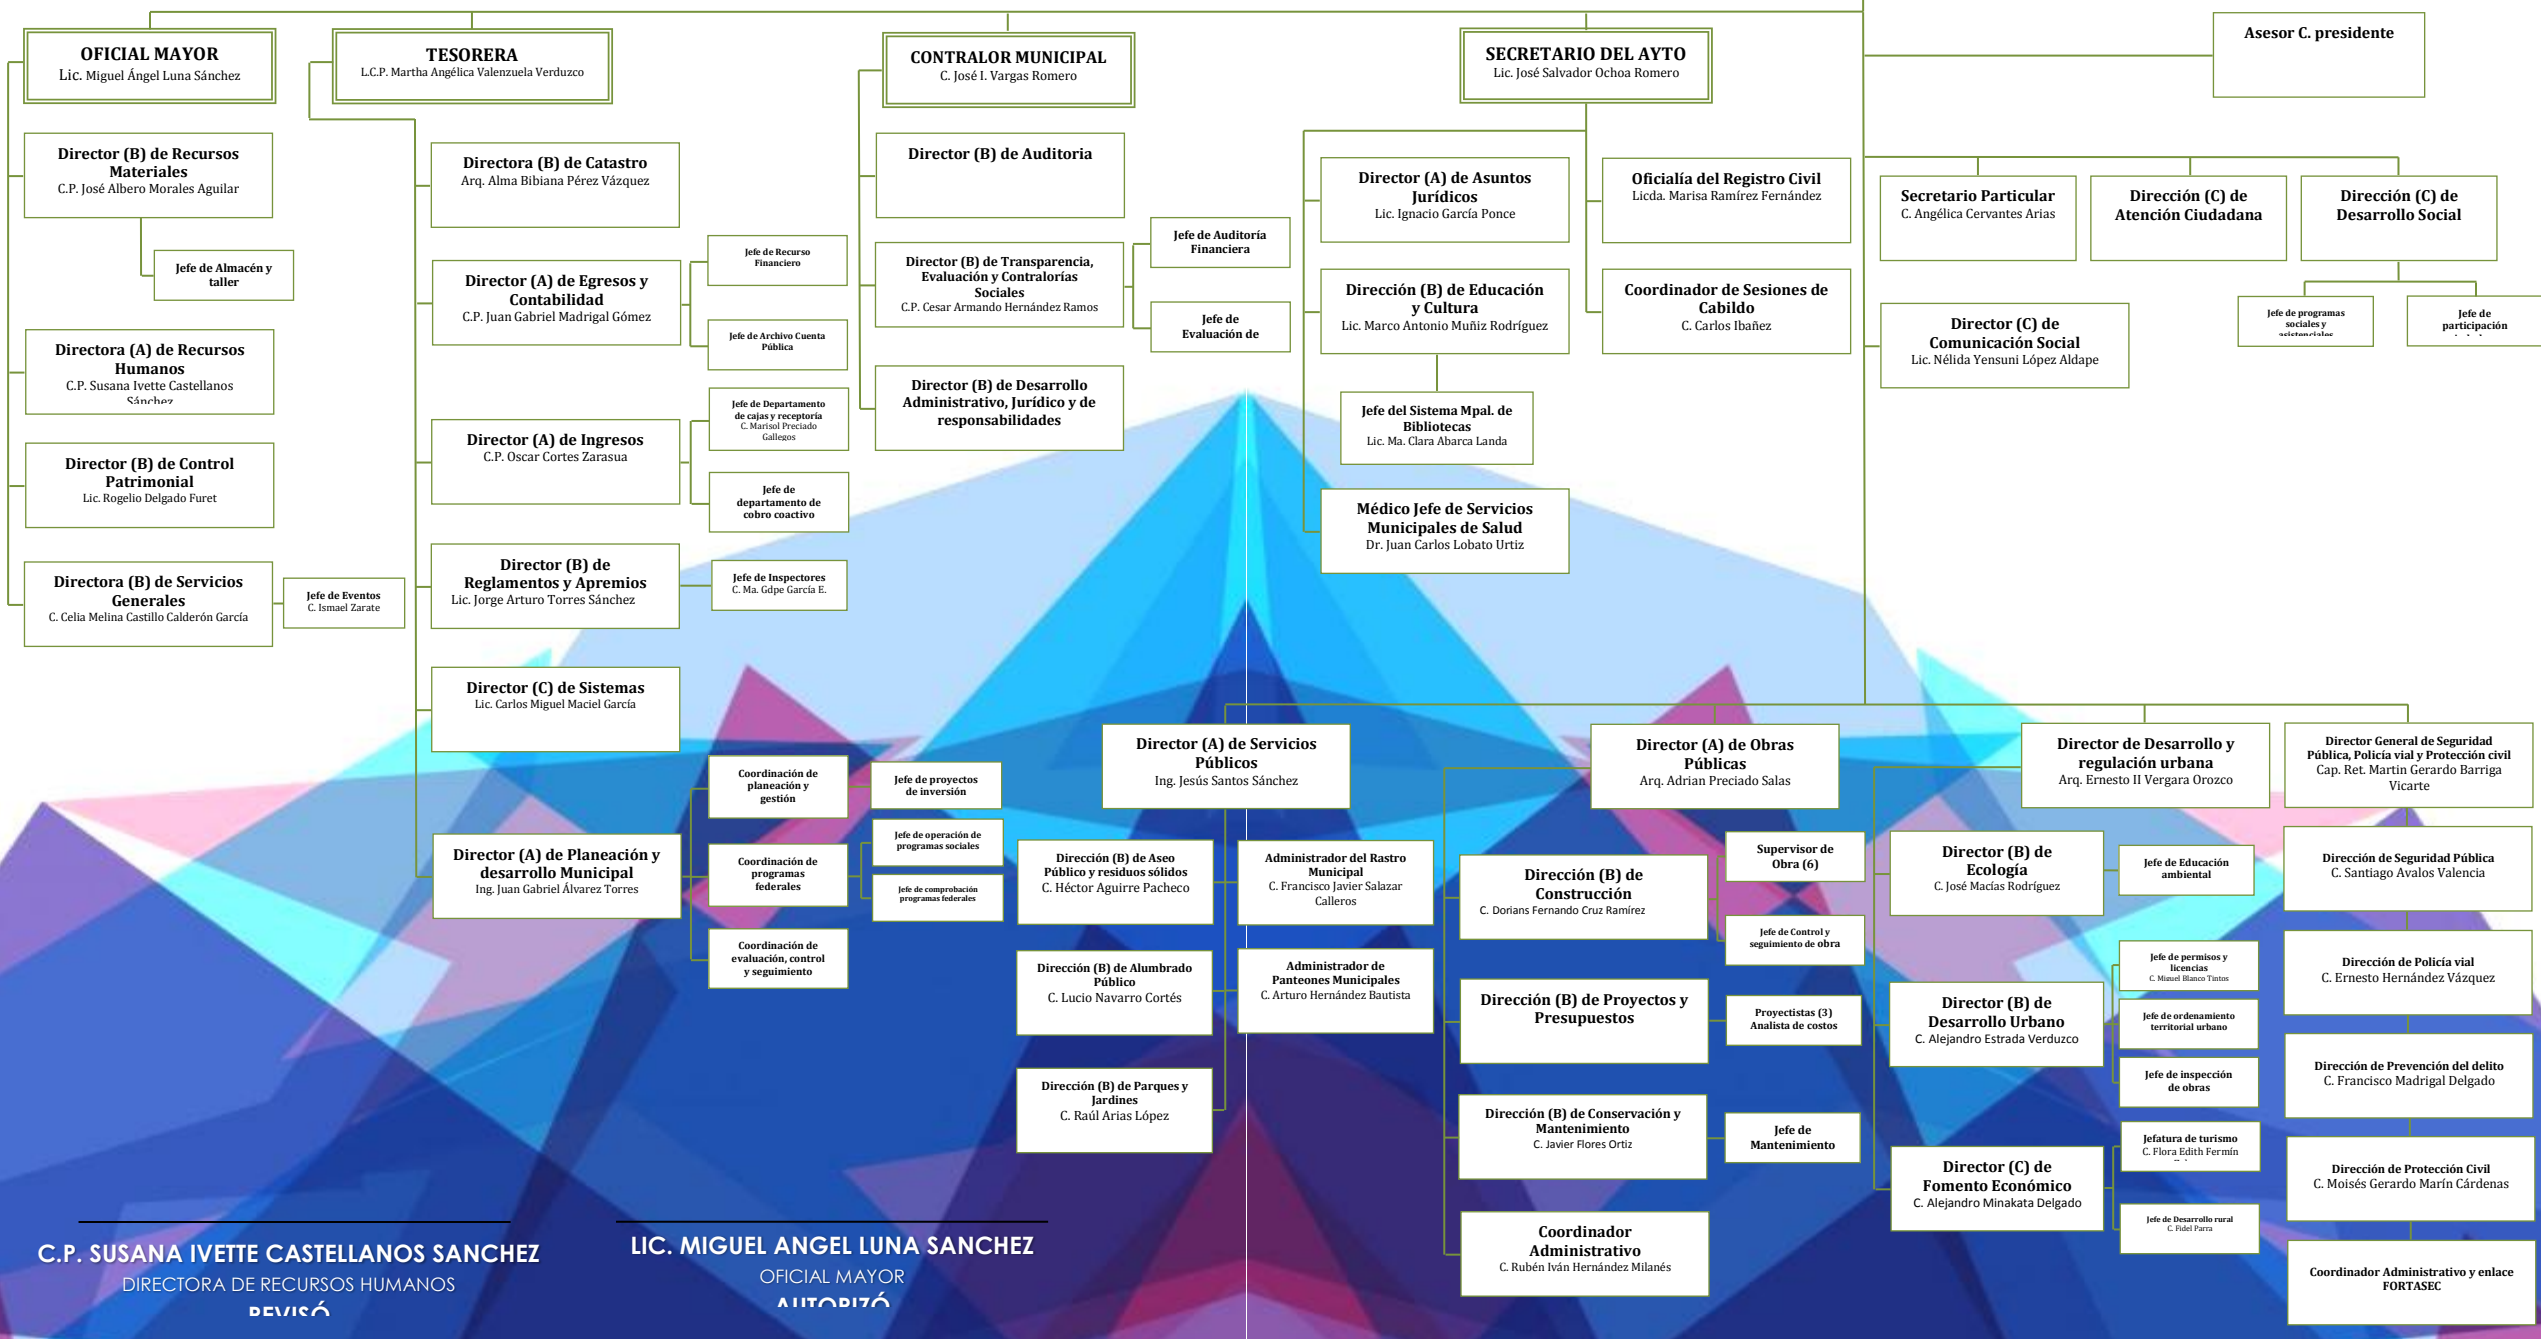 OFICIAL MAYOR
Lic. Miguel Ángel Luna Sánchez
TESORERA
L.C.P. Martha Angélica Valenzuela Verduzco
CONTRALOR MUNICIPAL
C. José I. Vargas Romero
SECRETARIO DEL AYTO
Lic. José Salvador Ochoa Romero
Asesor C. presidente
Director (B) de Recursos
Materiales
C.P. José Albero Morales Aguilar
Jefe de Almacén y
taller
Directora (A) de Recursos
Humanos
C.P. Susana Ivette Castellanos
Sánchez
Director (B) de Control
Patrimonial
Lic. Rogelio Delgado Furet
Directora (B) de Servicios
Generales
C. Celia Melina Castillo Calderón García
Jefe de Eventos
C. Ismael Zarate
Directora (B) de Catastro
Arq. Alma Bibiana Pérez Vázquez
Director (A) de Egresos y
Contabilidad
C.P. Juan Gabriel Madrigal Gómez
Jefe de Recurso
Financiero
Jefe de Archivo Cuenta
Pública
Director (A) de Ingresos
C.P. Oscar Cortes Zarasua
Jefe de Departamento
de cajas y receptoría
C. Marisol Preciado
Gallegos
Jefe de
departamento de
cobro coactivo
Director (B) de
Reglamentos y Apremios
Lic. Jorge Arturo Torres Sánchez
Jefe de Inspectores
C. Ma. Gdpe García E.
Director (C) de Sistemas
Lic. Carlos Miguel Maciel García
Director (A) de Planeación y
desarrollo Municipal
Ing. Juan Gabriel Álvarez Torres
Coordinación de
planeación y
gestión
Jefe de proyectos
de inversión
Coordinación de
programas
federales
Jefe de operación de
programas sociales
Jefe de comprobación
programas federales
Coordinación de
evaluación, control
y seguimiento
Director (B) de Auditoria
Director (B) de Transparencia,
Evaluación y Contralorías
Sociales
C.P. Cesar Armando Hernández Ramos
Jefe de Auditoría
Financiera
Jefe de
Evaluación de
Director (B) de Desarrollo
Administrativo, Jurídico y de
responsabilidades
Director (A) de Asuntos
Jurídicos
Lic. Ignacio García Ponce
Oficialía del Registro Civil
Licda. Marisa Ramírez Fernández
Dirección (B) de Educación
y Cultura
Lic. Marco Antonio Muñiz Rodríguez
Coordinador de Sesiones de
Cabildo
C. Carlos Ibañez
Jefe del Sistema Mpal. de
Bibliotecas
Lic. Ma. Clara Abarca Landa
Médico Jefe de Servicios
Municipales de Salud
Dr. Juan Carlos Lobato Urtiz
Secretario Particular
C. Angélica Cervantes Arias
Dirección (C) de
Atención Ciudadana
Dirección (C) de
Desarrollo Social
Jefe de programas
sociales y
asistenciales
Jefe de
participación
Director (C) de
Comunicación Social
Lic. Nélida Yensuni López Aldape
Director (A) de Servicios
Públicos
Ing. Jesús Santos Sánchez
Dirección (B) de Aseo
Público y residuos sólidos
C. Héctor Aguirre Pacheco
Administrador del Rastro
Municipal
C. Francisco Javier Salazar
Calleros
Dirección (B) de Alumbrado
Público
C. Lucio Navarro Cortés
Administrador de
Panteones Municipales
C. Arturo Hernández Bautista
Dirección (B) de Parques y
Jardines
C. Raúl Arias López
Director (A) de Obras
Públicas
Arq. Adrian Preciado Salas
Dirección (B) de
Construcción
C. Dorians Fernando Cruz Ramírez
Supervisor de
Obra (6)
Jefe de Control y
seguimiento de obra
Dirección (B) de Proyectos y
Presupuestos
Proyectistas (3)
Analista de costos
Dirección (B) de Conservación y
Mantenimiento
C. Javier Flores Ortiz
Jefe de
Mantenimiento
Coordinador
Administrativo
C. Rubén Iván Hernández Milanés
Director de Desarrollo y
regulación urbana
Arq. Ernesto II Vergara Orozco
Director (B) de
Ecología
C. José Macías Rodríguez
Jefe de Educación
ambiental
Director (B) de
Desarrollo Urbano
C. Alejandro Estrada Verduzco
Jefe de permisos y
licencias
C. Miguel Blanco Tintos
Jefe de ordenamiento
territorial urbano
Jefe de inspección
de obras
Director (C) de
Fomento Económico
C. Alejandro Minakata Delgado
Jefatura de turismo
C. Flora Edith Fermín
Jefe de Desarrollo rural
C. Fidel Parra
Director General de Seguridad
Pública, Policía vial y Protección civil
Cap. Ret. Martin Gerardo Barriga
Vicarte
Dirección de Seguridad Pública
C. Santiago Avalos Valencia
Dirección de Policía vial
C. Ernesto Hernández Vázquez
Dirección de Prevención del delito
C. Francisco Madrigal Delgado
Dirección de Protección Civil
C. Moisés Gerardo Marín Cárdenas
Coordinador Administrativo y enlace
FORTASEC
C.P. SUSANA IVETTE CASTELLANOS SANCHEZ
DIRECTORA DE RECURSOS HUMANOS
REVISÓ
LIC. MIGUEL ANGEL LUNA SANCHEZ
OFICIAL MAYOR
AUTORIZÓ